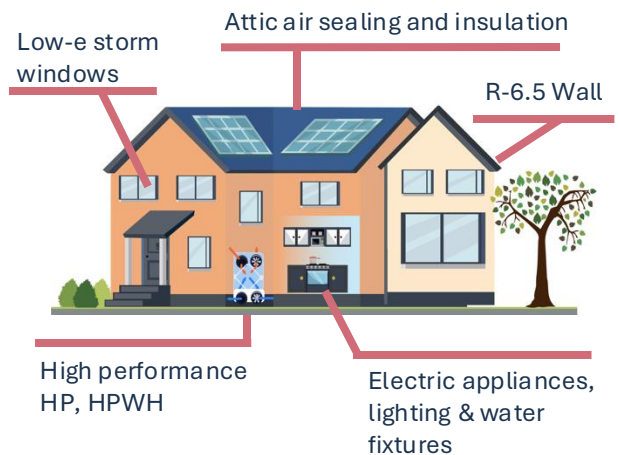 Attic air sealing and insulation
Low-e storm
windows
R-6.5 Wall
High performance
HP, HPWH
Electric appliances,
lighting & water
fixtures